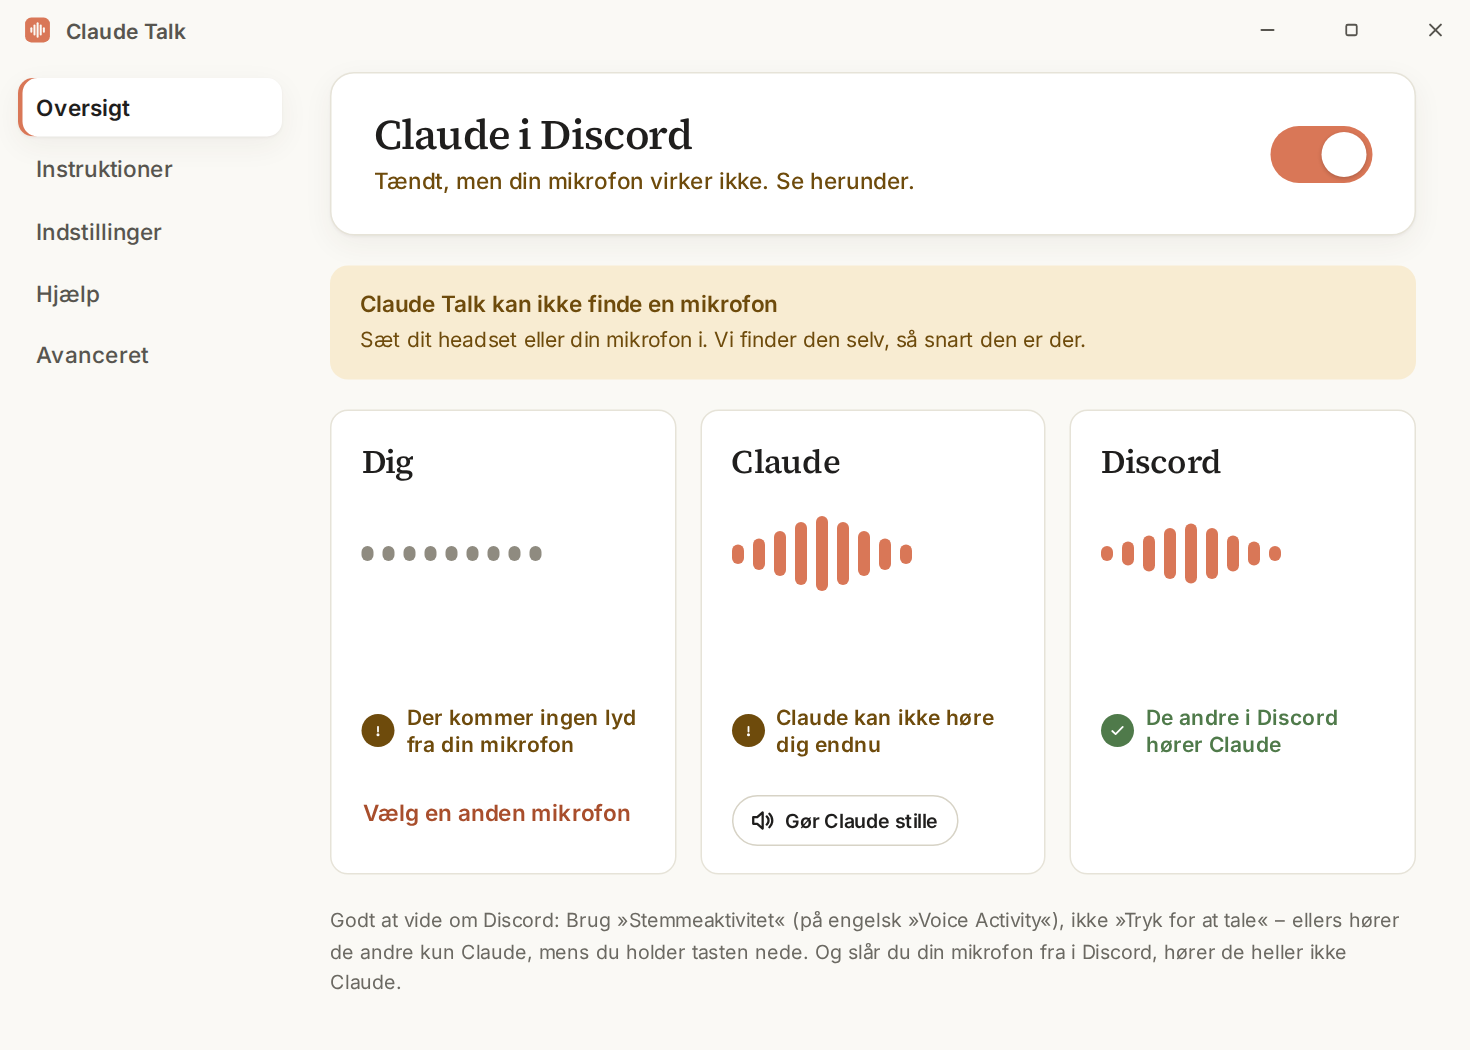 Claude Talk
Oversigt
Instruktioner
Indstillinger
Hjælp
Avanceret
Claude i Discord
Tændt, men din mikrofon virker ikke. Se herunder.
Claude Talk kan ikke finde en mikrofon
Sæt dit headset eller din mikrofon i. Vi finder den selv, så snart den er der.
Dig
Der kommer ingen lyd
fra din mikrofon
Vælg en anden mikrofon
Claude
Claude kan ikke høre
dig endnu
Gør Claude stille
Discord
De andre i Discord
hører Claude
Godt at vide om Discord: Brug »Stemmeaktivitet« (på engelsk »Voice Activity«), ikke »Tryk for at tale« – ellers hører
de andre kun Claude, mens du holder tasten nede. Og slår du din mikrofon fra i Discord, hører de heller ikke
Claude.